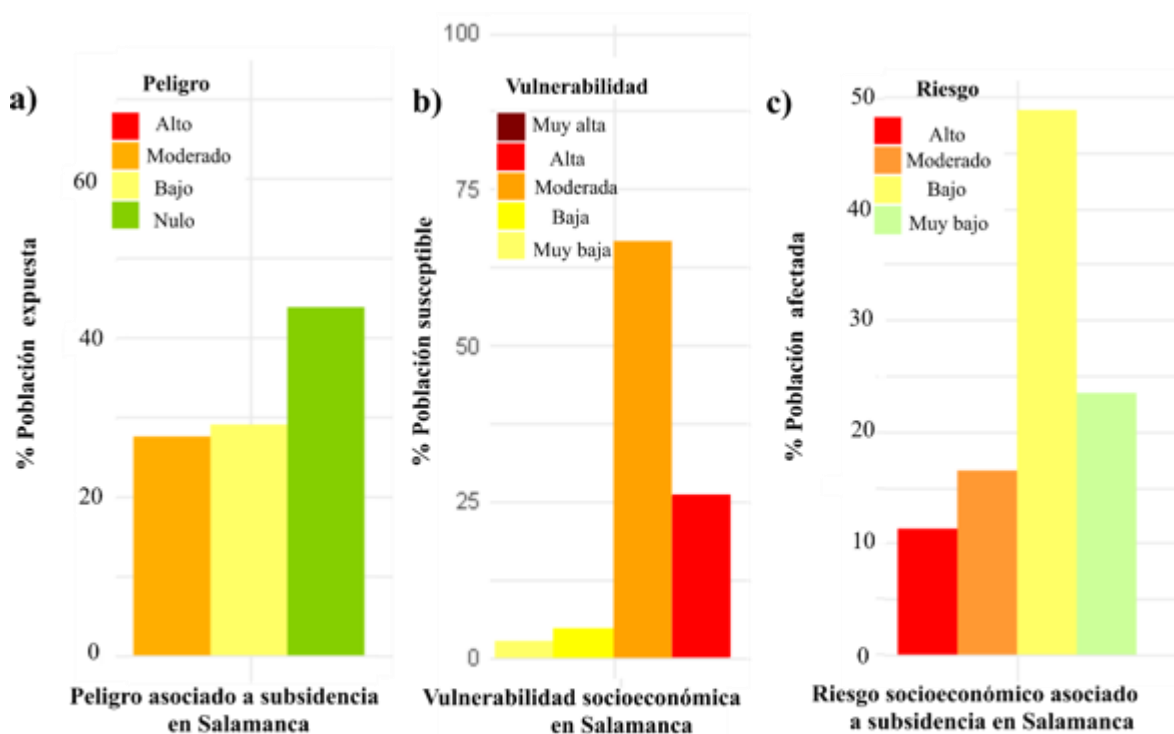 a)
Peligro
Alto
Moderado
Bajo
Nulo
60
40
20
0
% Población expuesta
Peligro asociado a subsidencia
en Salamanca
b)
Vulnerabilidad
Muy alta
Alta
Moderada
Baja
Muy baja
100
75
50
25
0
% Población susceptible
Vulnerabilidad socioeconómica
en Salamanca
c)
Riesgo
Alto
Moderado
Bajo
Muy bajo
50
40
30
20
10
0
% Población afectada
Riesgo socioeconómico asociado
a subsidencia en Salamanca